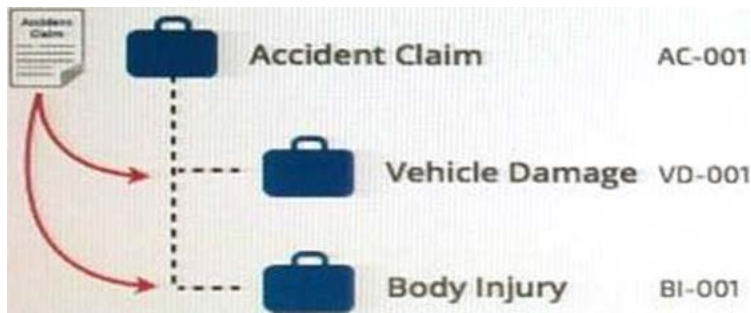 Accident
Claim
Accident Claim AC-001
Vehicle Damage VD-001
Body Injury BI-001